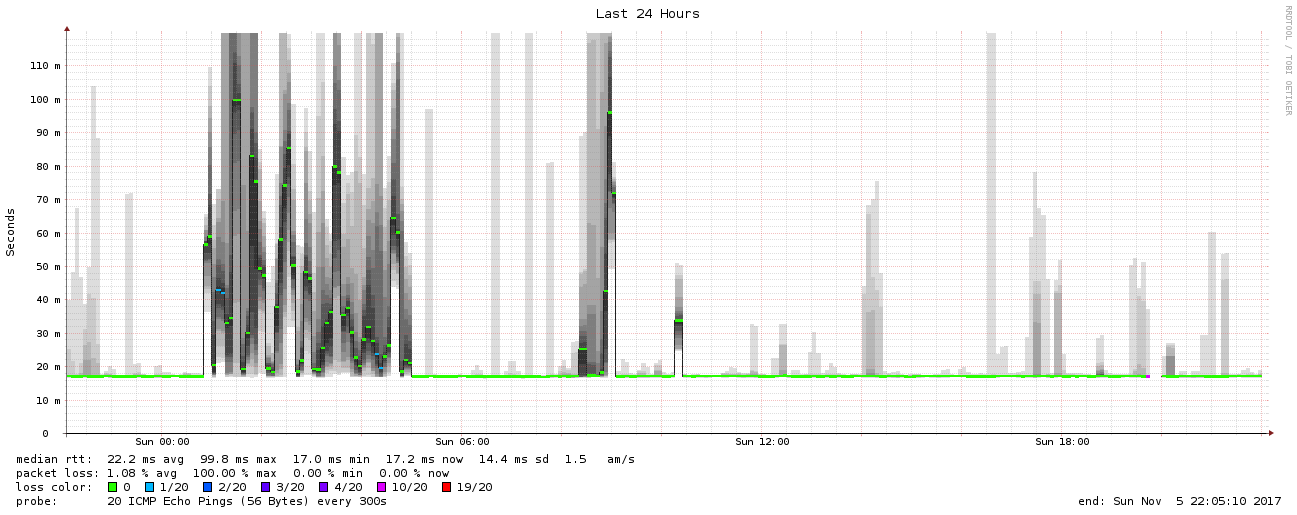 Last 24 Hours
RRDTOOL / TOBI OETIKER
Seconds
110 m
100 m
90 m
80 m
70 m
60 m
50 m
40 m
30 m
20 m
10 m
0
Sun 00:00 Sun 06:00 Sun 12:00 Sun 18:00
median rtt: 22.2 ms avg 99.8 ms max 17.0 ms min 17.2 ms now 14.4 ms sd 1.5 am/s
packet loss: 1.08 % avg 100.00 % max 0.00 % min 0.00 % now
loss color: 0 1/20 2/20 3/20 4/20 10/20 19/20
probe: 20 ICMP Echo Pings (56 Bytes) every 300s end: Sun Nov 5 22:05:10 2017